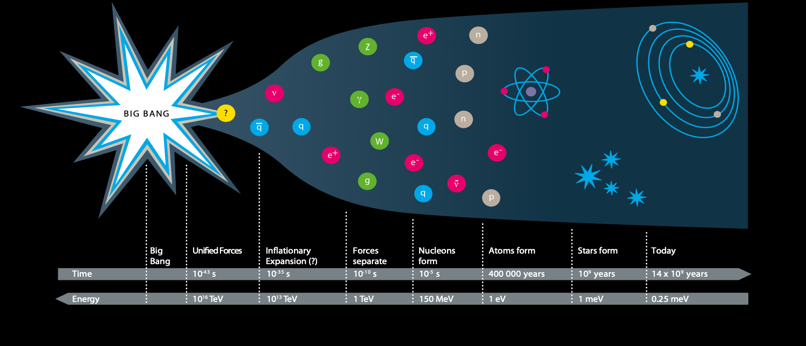 BIG BANG
?
ν
q̅
q
g
Z
e⁺
q̅
n
γ
e⁻
p
q
n
W
e⁺
e⁻
g
q
ν̅
e⁻
p
Big
Bang
Unified Forces
Inflationary
Expansion (?)
Forces
separate
Nucleons
form
Atoms form
Stars form
Today
Time
10⁻⁴³ s
10⁻³⁵ s
10⁻¹⁰ s
10⁻⁵ s
400 000 years
10⁹ years
14 x 10⁹ years
Energy
10¹⁶ TeV
10¹³ TeV
1 TeV
150 MeV
1 eV
1 meV
0.25 meV